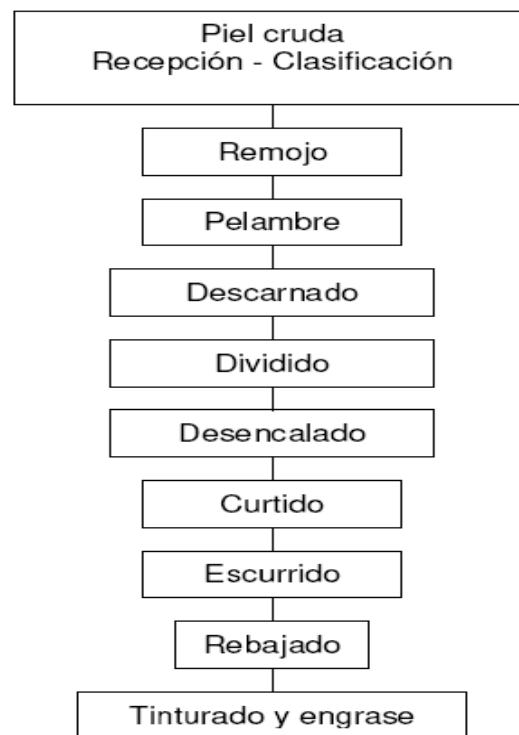 Piel cruda
Recepción - Clasificación
Remojo
Pelambre
Descarnado
Dividido
Desencalado
Curtido
Escurrido
Rebajado
Tinturado y engrase